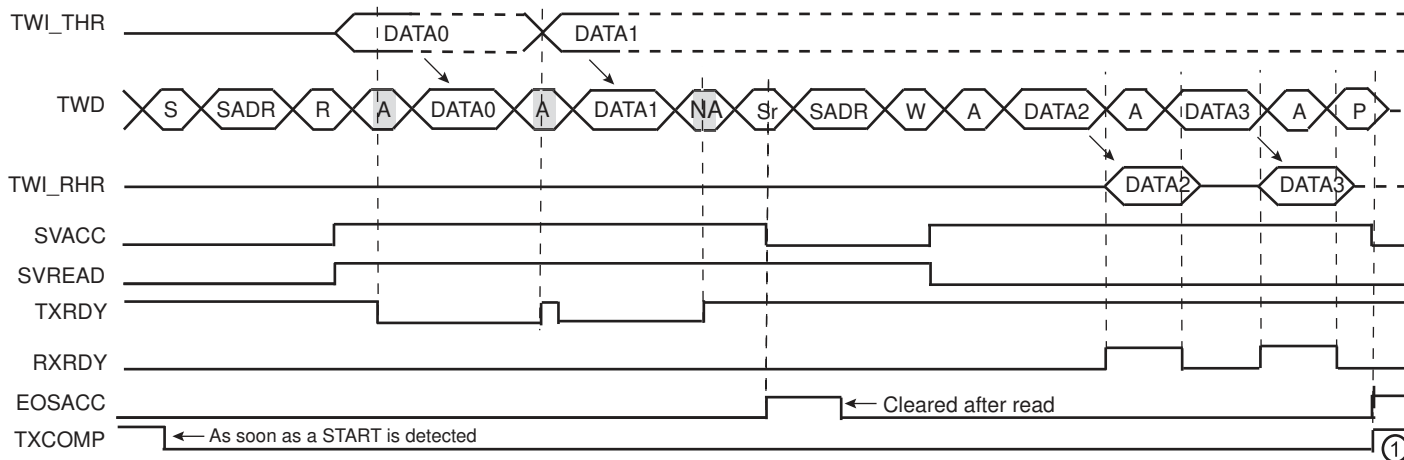 TWI_THR DATA0 DATA1
TWD S SADR R A DATA0 A DATA1 NA Sr SADR W A DATA2 A DATA3 A P
TWI_RHR DATA2 DATA3
SVACC
SVREAD
TXRDY
RXRDY
EOSACC Cleared after read
TXCOMP As soon as a START is detected 1